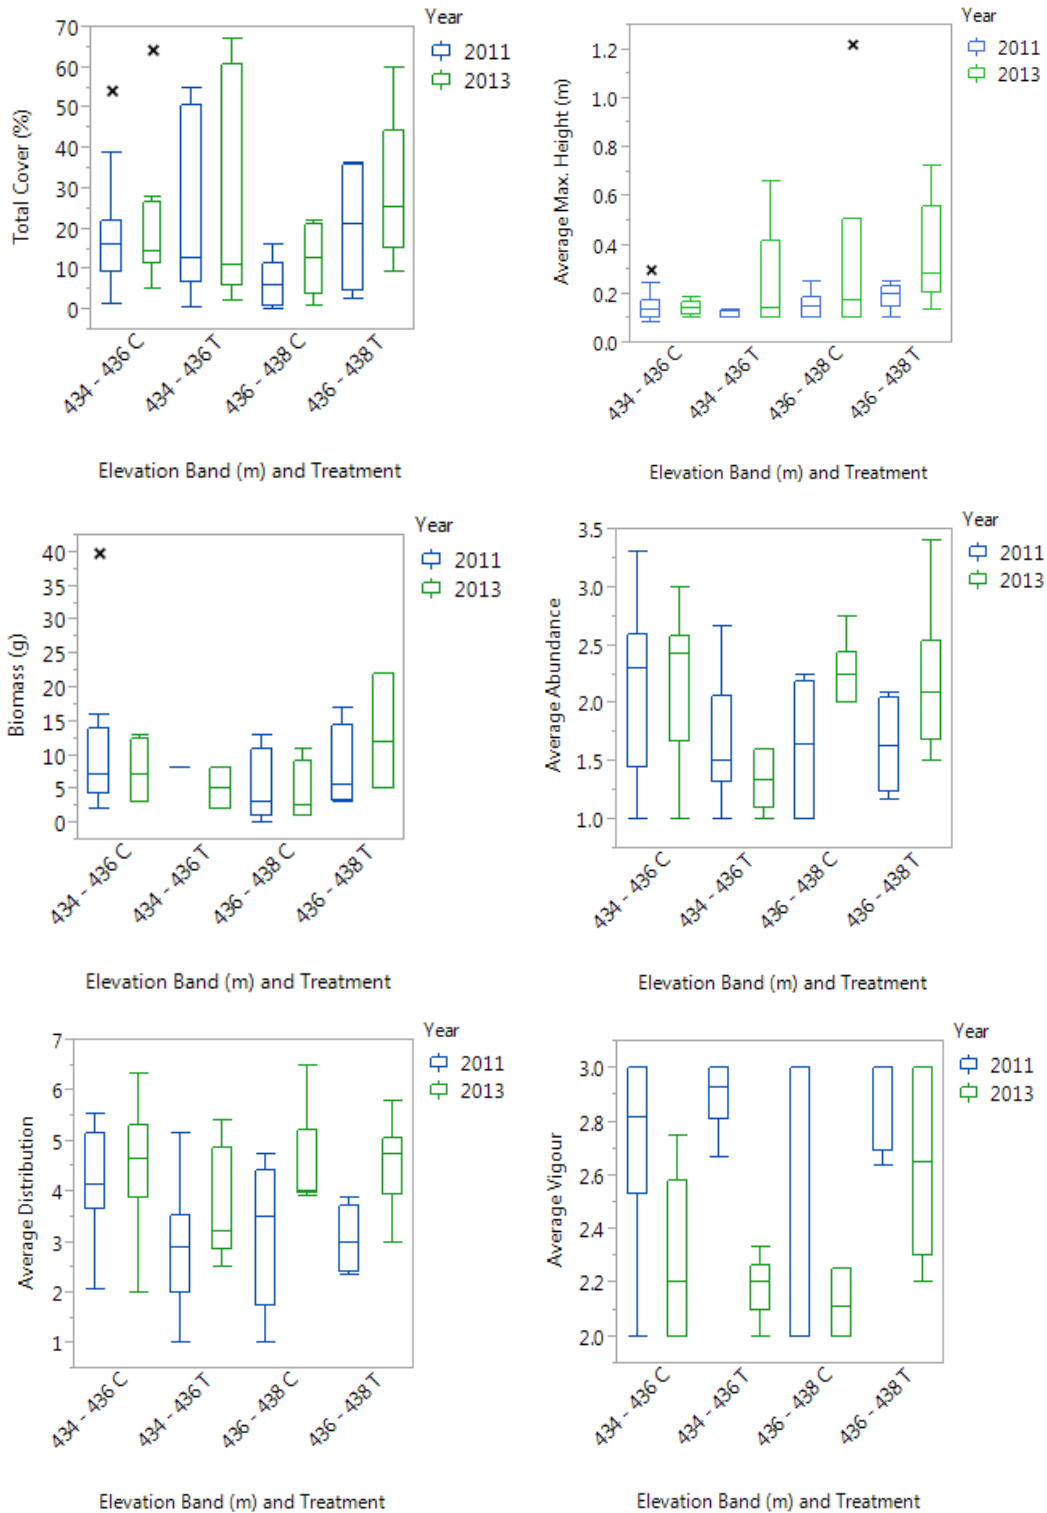 Year
2011
2013
Total Cover (%)
70
60
50
40
30
20
10
0
434 - 436 C
434 - 436 T
436 - 438 C
436 - 438 T
Elevation Band (m) and Treatment
Year
2011
2013
Average Max. Height (m)
1.2
1.0
0.8
0.6
0.4
0.2
0.0
434 - 436 C
434 - 436 T
436 - 438 C
436 - 438 T
Elevation Band (m) and Treatment
Year
2011
2013
Biomass (g)
40
35
30
25
20
15
10
5
0
434 - 436 C
434 - 436 T
436 - 438 C
436 - 438 T
Elevation Band (m) and Treatment
Year
2011
2013
Average Abundance
3.5
3.0
2.5
2.0
1.5
1.0
434 - 436 C
434 - 436 T
436 - 438 C
436 - 438 T
Elevation Band (m) and Treatment
Year
2011
2013
Average Distribution
7
6
5
4
3
2
1
434 - 436 C
434 - 436 T
436 - 438 C
436 - 438 T
Elevation Band (m) and Treatment
Year
2011
2013
Average Vigour
3.0
2.8
2.6
2.4
2.2
2.0
434 - 436 C
434 - 436 T
436 - 438 C
436 - 438 T
Elevation Band (m) and Treatment